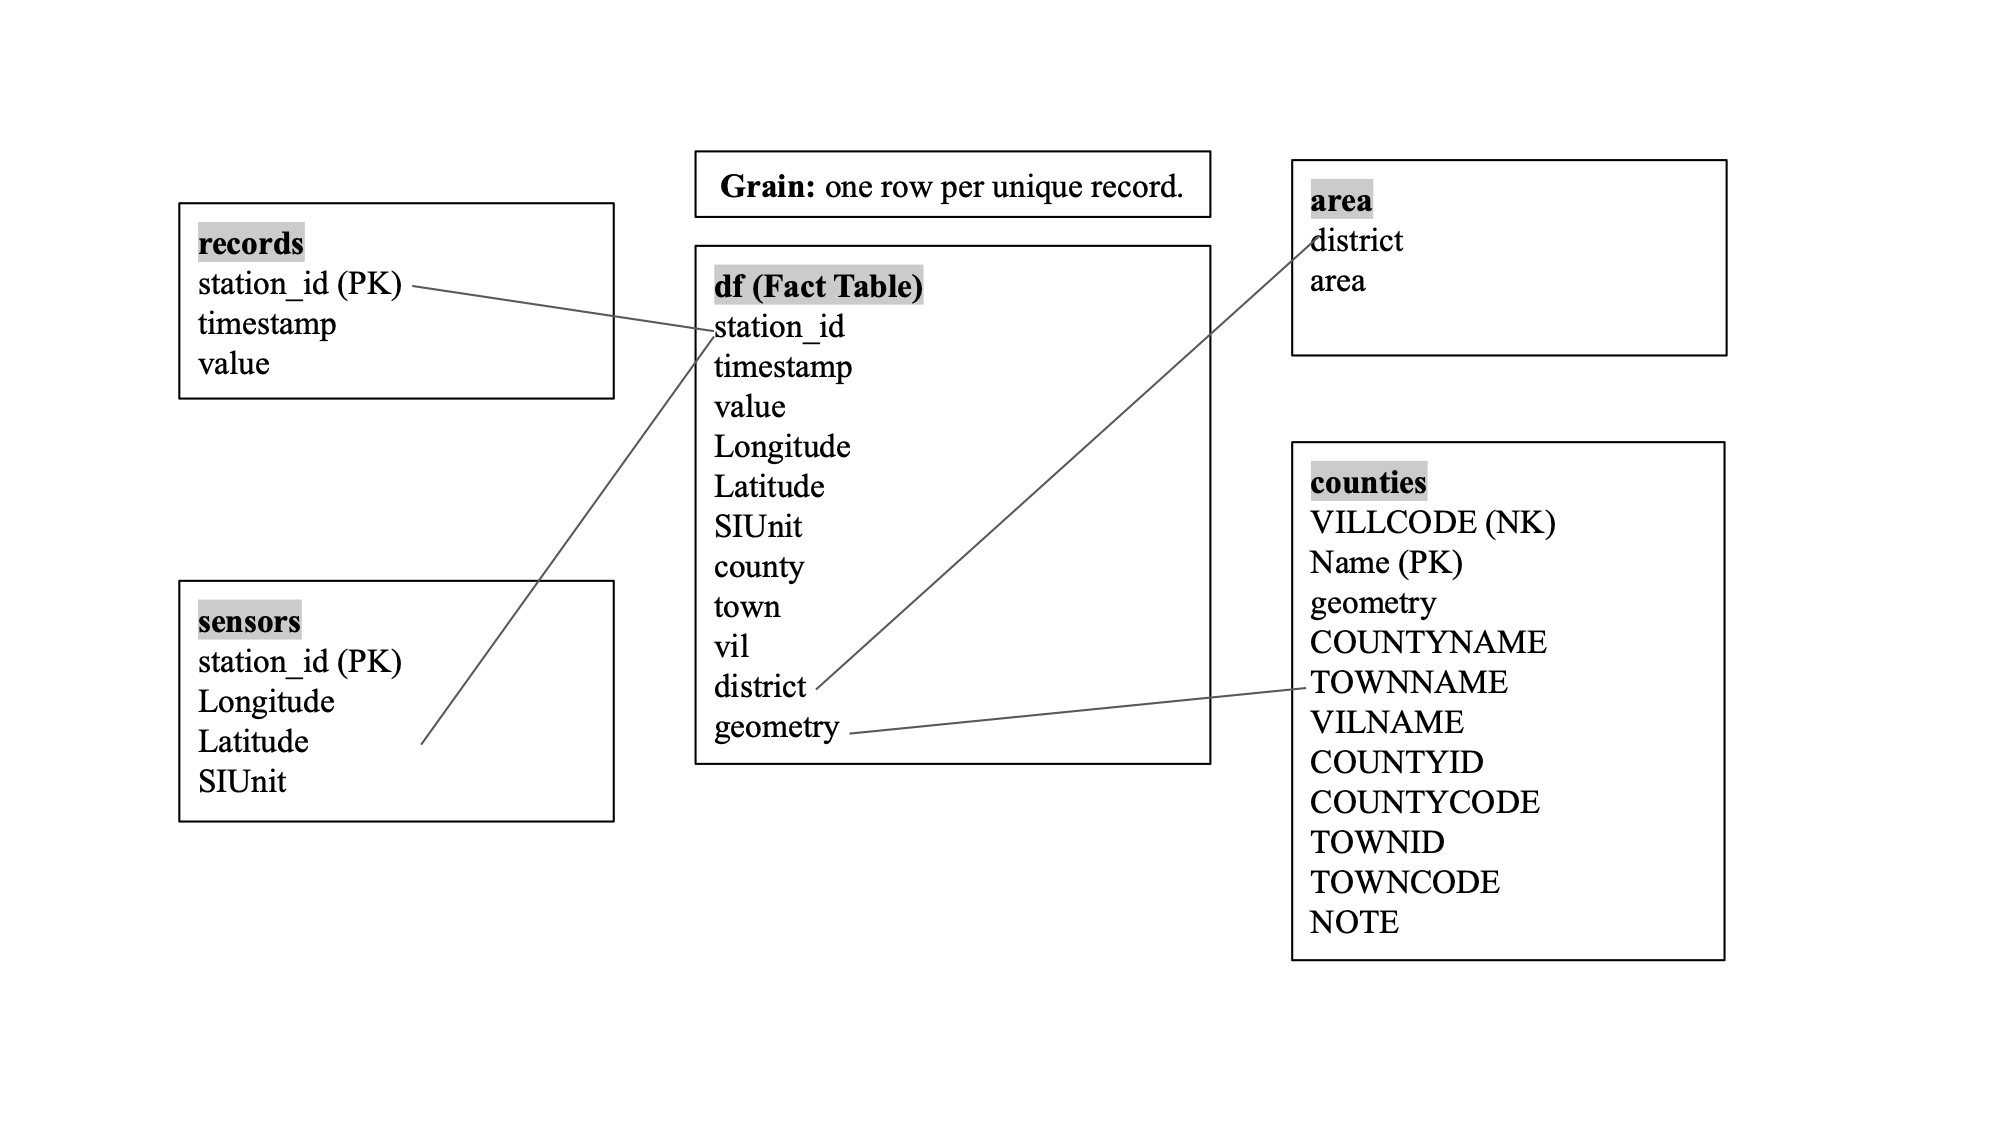 records
station_id (PK)
timestamp
value
sensors
station_id (PK)
Longitude
Latitude
SIUnit
Grain: one row per unique record.
df (Fact Table)
station_id
timestamp
value
Longitude
Latitude
SIUnit
county
town
vil
district
geometry
area
district
area
counties
VILLCODE (NK)
Name (PK)
geometry
COUNTYNAME
TOWNNAME
VILNAME
COUNTYID
COUNTYCODE
TOWNID
TOWNCODE
NOTE